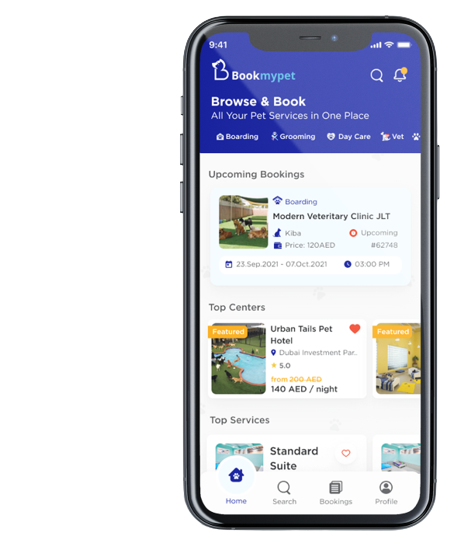 9:41
Bookmypet
Browse & Book
All Your Pet Services in One Place
Boarding Grooming Day Care Vet
Upcoming Bookings
Boarding
Modern Veteritary Clinic JLT
Kiba Upcoming
Price: 120AED #62748
23.Sep.2021 - 07.Oct.2021 03:00 PM
Top Centers
Featured
Urban Tails Pet
Hotel
Dubai Investment Par..
5.0
from 200 AED
140 AED / night
Featured
Top Services
Standard
Suite
Home Search Bookings Profile